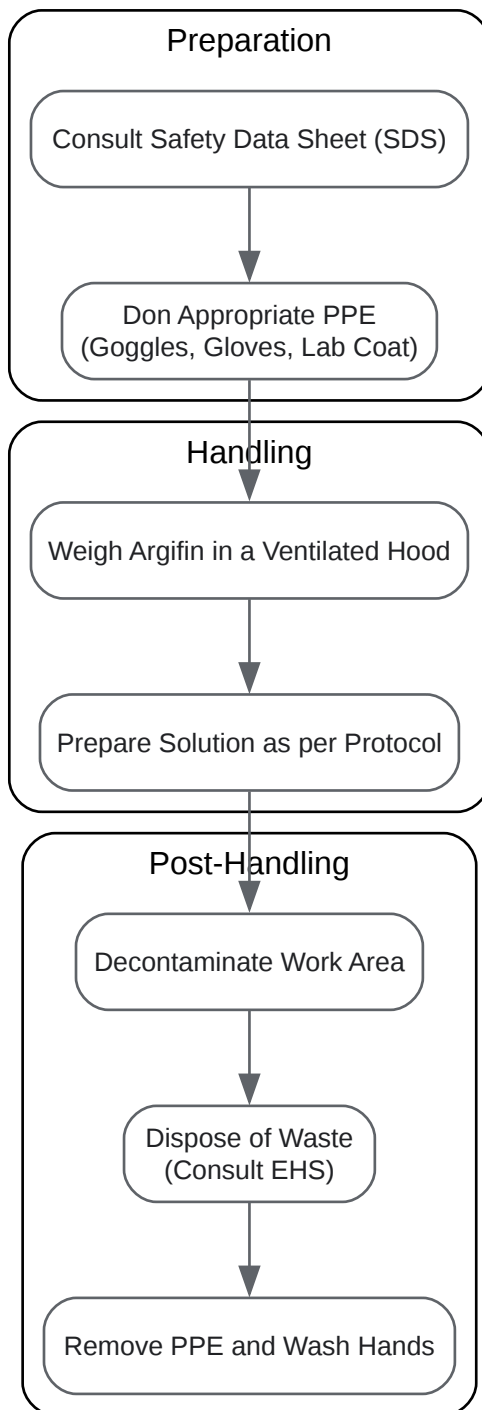 Preparation
Consult Safety Data Sheet (SDS)
Don Appropriate PPE
(Goggles, Gloves, Lab Coat)
Handling
Weigh Argifin in a Ventilated Hood
Prepare Solution as per Protocol
Post-Handling
Decontaminate Work Area
Dispose of Waste
(Consult EHS)
Remove PPE and Wash Hands